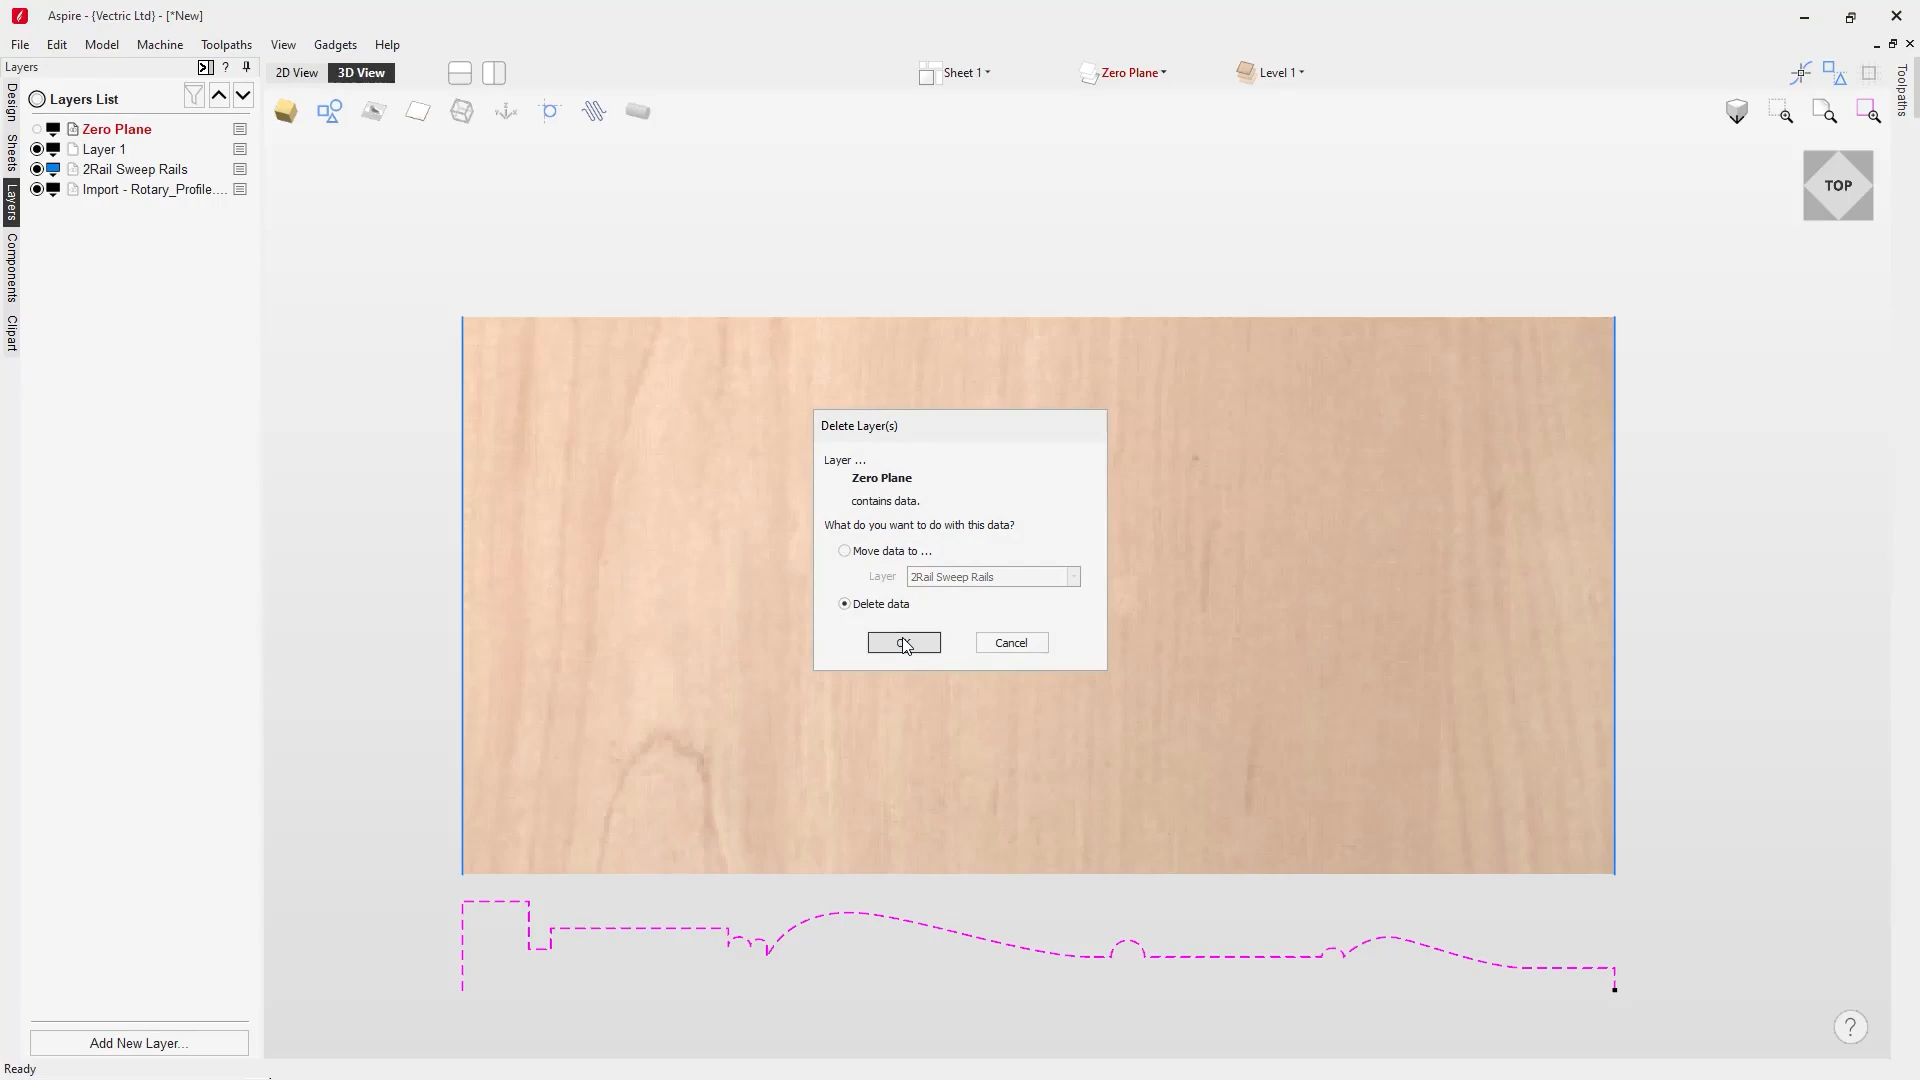 Aspire - {Vectric Ltd} - [*New]
File Edit Model Machine Toolpaths View Gadgets Help
Layers ?
2D View 3D View Sheet 1 Zero Plane Level 1
Layers List
Zero Plane
Layer 1
2Rail Sweep Rails
Import - Rotary_Profile....
Design
Sheets
Layers
Components
Clipart
Toolpaths
TOP
Delete Layer(s)
Layer ...
Zero Plane
contains data.
What do you want to do with this data?
Move data to ...
Layer 2Rail Sweep Rails
Delete data
Cancel
Add New Layer...
?
Ready